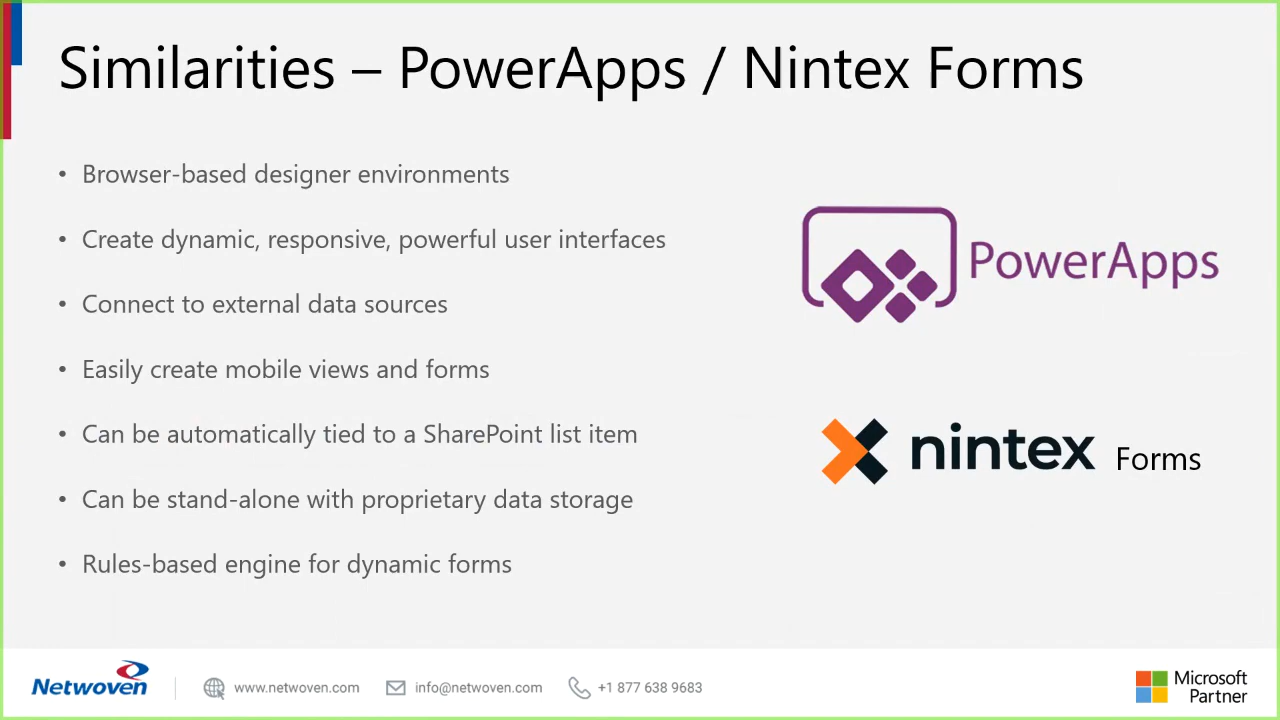 Similarities – PowerApps / Nintex Forms
• Browser-based designer environments
• Create dynamic, responsive, powerful user interfaces
• Connect to external data sources
• Easily create mobile views and forms
• Can be automatically tied to a SharePoint list item
• Can be stand-alone with proprietary data storage
• Rules-based engine for dynamic forms
PowerApps
nintex Forms
Netwoven
www.netwoven.com
info@netwoven.com
+1 877 638 9683
Microsoft
Partner